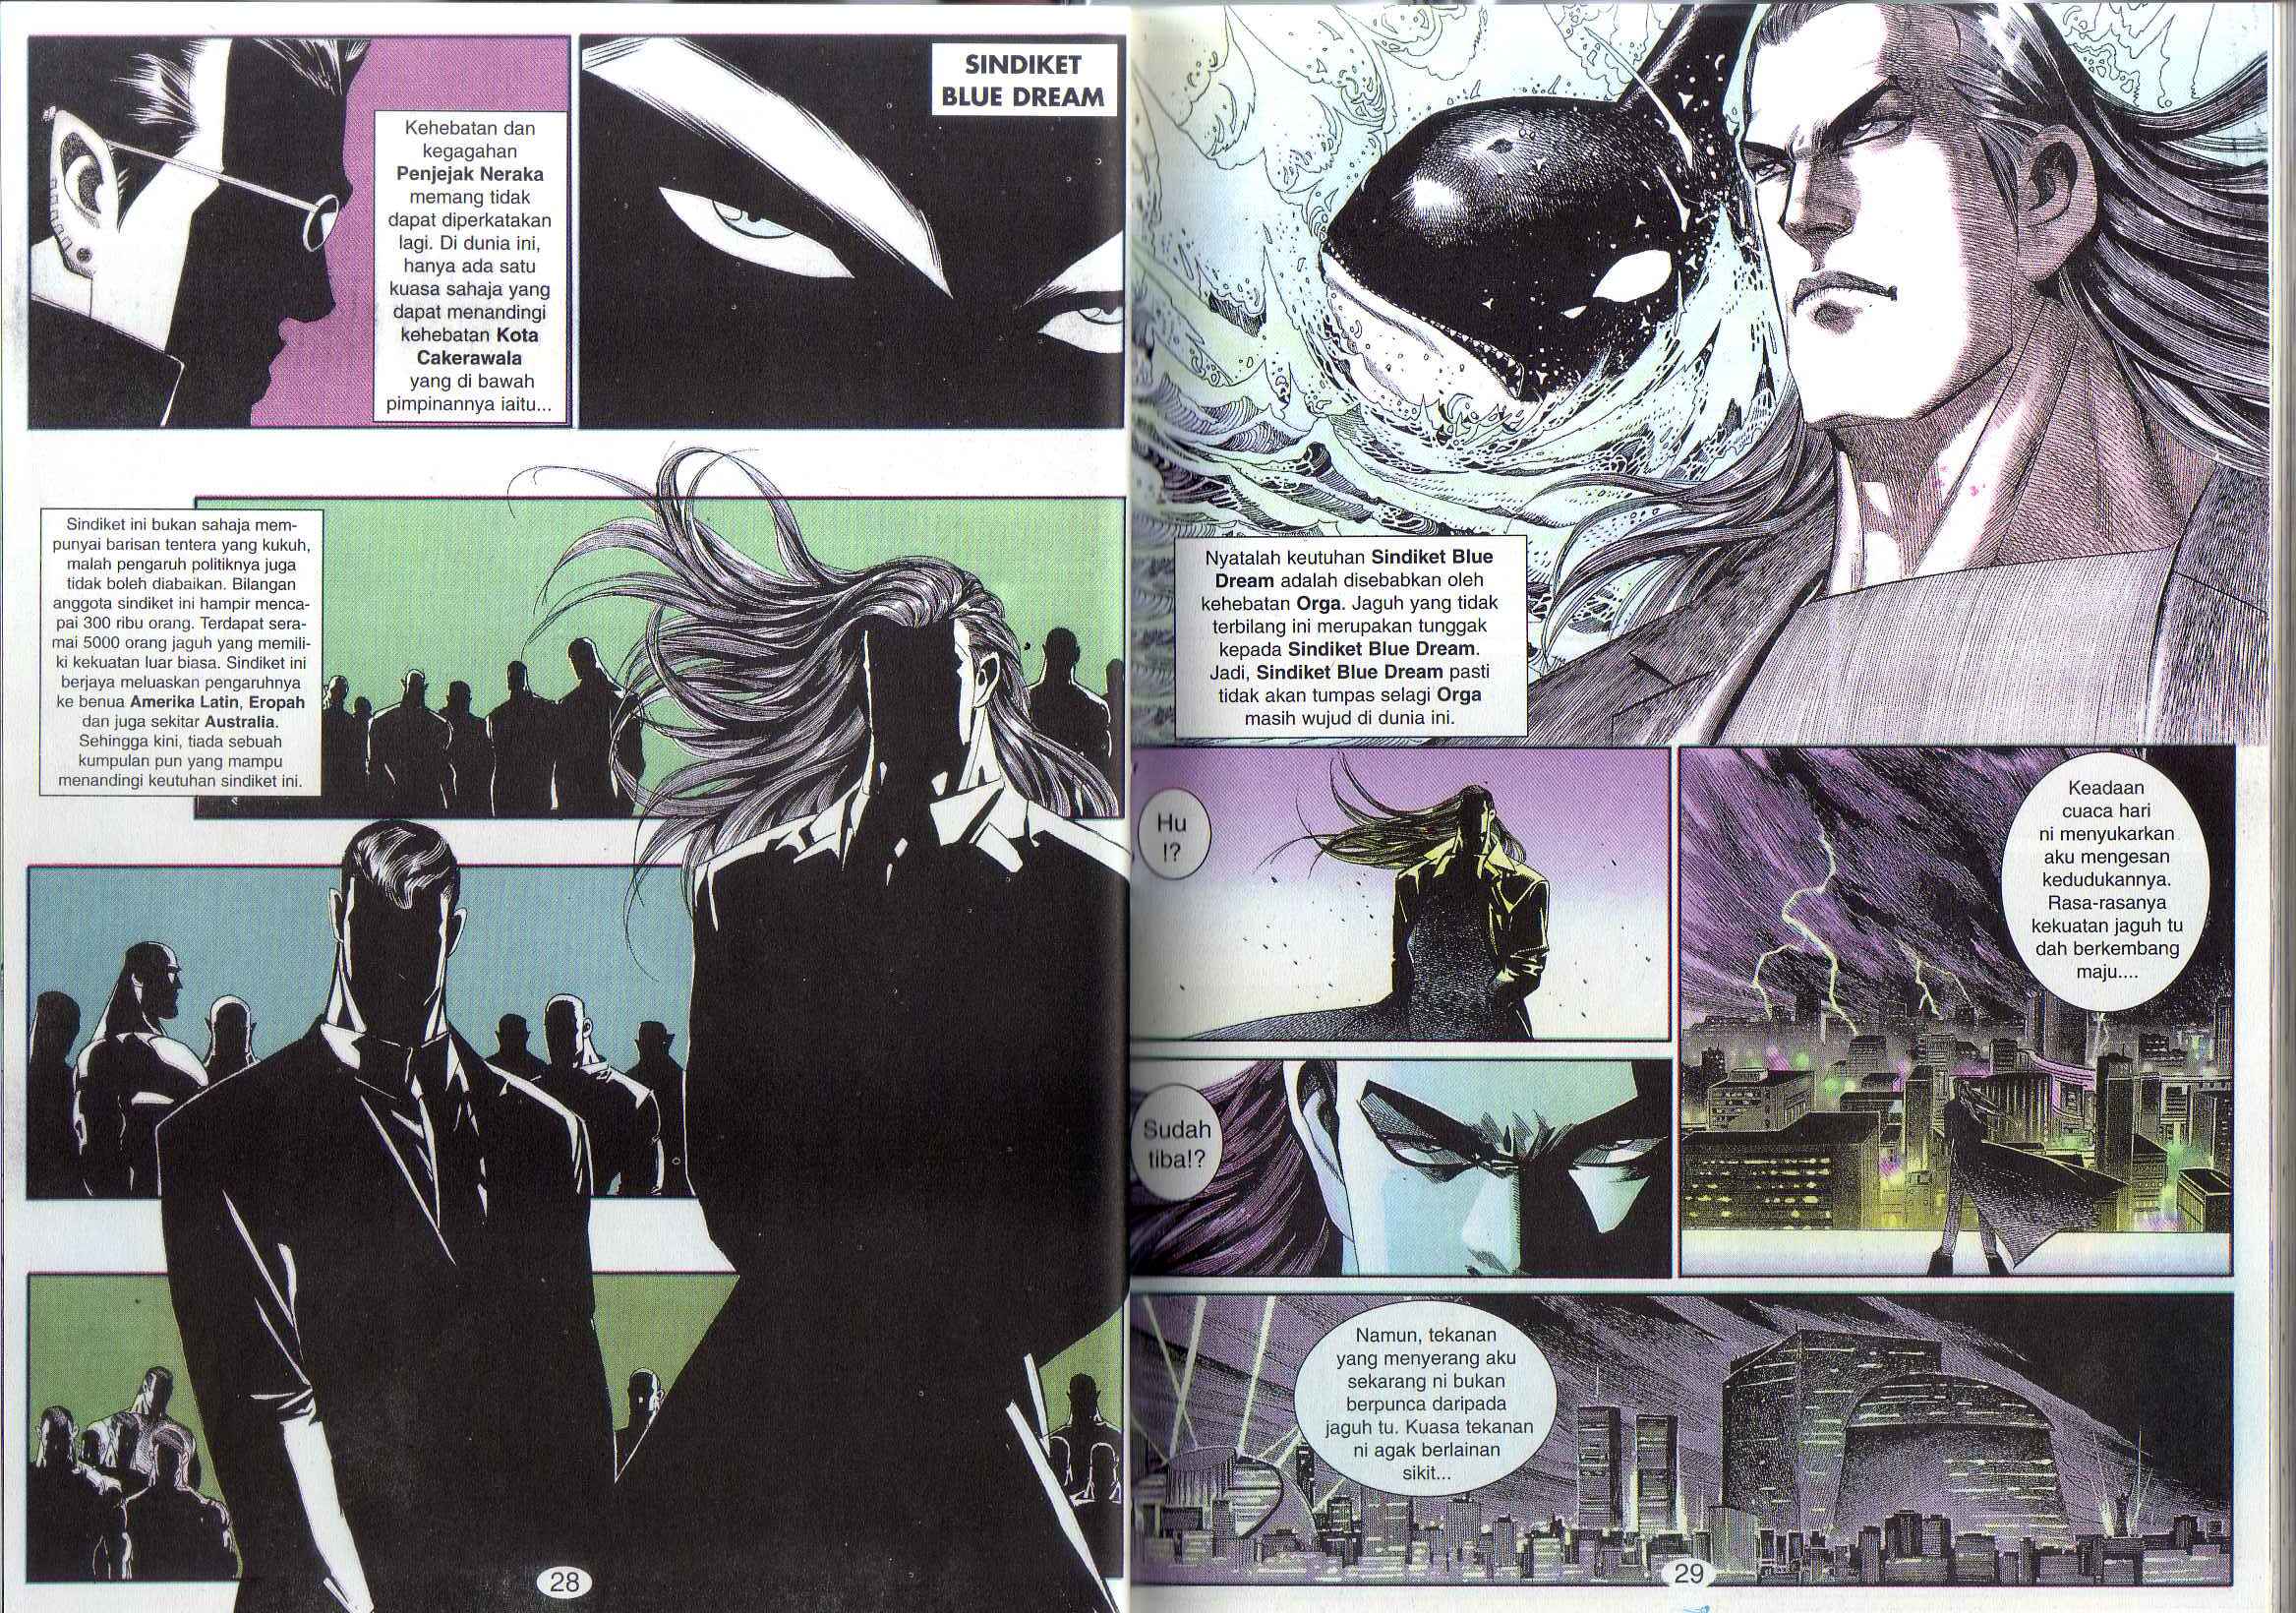 Kehebatan dan
kegagahan
Penjejak Neraka
memang tidak
dapat diperkatakan
lagi. Di dunia ini,
hanya ada satu
kuasa sahaja yang
dapat menandingi
kehebatan Kota
Cakerawala
yang di bawah
pimpinannya iaitu...
SINDIKET
BLUE DREAM
Sindiket ini bukan sahaja mem-
punyai barisan tentera yang kukuh,
malah pengaruh politiknya juga
tidak boleh diabaikan. Bilangan
anggota sindiket ini hampir menca-
pai 300 ribu orang. Terdapat sera-
mai 5000 orang jaguh yang memili-
ki kekuatan luar biasa. Sindiket ini
berjaya meluaskan pengaruhnya
ke benua Amerika Latin, Eropah
dan juga sekitar Australia.
Sehingga kini, tiada sebuah
kumpulan pun yang mampu
menandingi keutuhan sindiket ini.
28
Nyatalah keutuhan Sindiket Blue
Dream adalah disebabkan oleh
kehebatan Orga. Jaguh yang tidak
terbilang ini merupakan tunggak
kepada Sindiket Blue Dream.
Jadi, Sindiket Blue Dream pasti
tidak akan tumpas selagi Orga
masih wujud di dunia ini.
Hu
!?
Sudah
tiba!?
Keadaan
cuaca hari
ni menyukarkan
aku mengesan
kedudukannya.
Rasa-rasanya
kekuatan jaguh tu
dah berkembang
maju....
Namun, tekanan
yang menyerang aku
sekarang ni bukan
berpunca daripada
jaguh tu. Kuasa tekanan
ni agak berlainan
sikit...
29